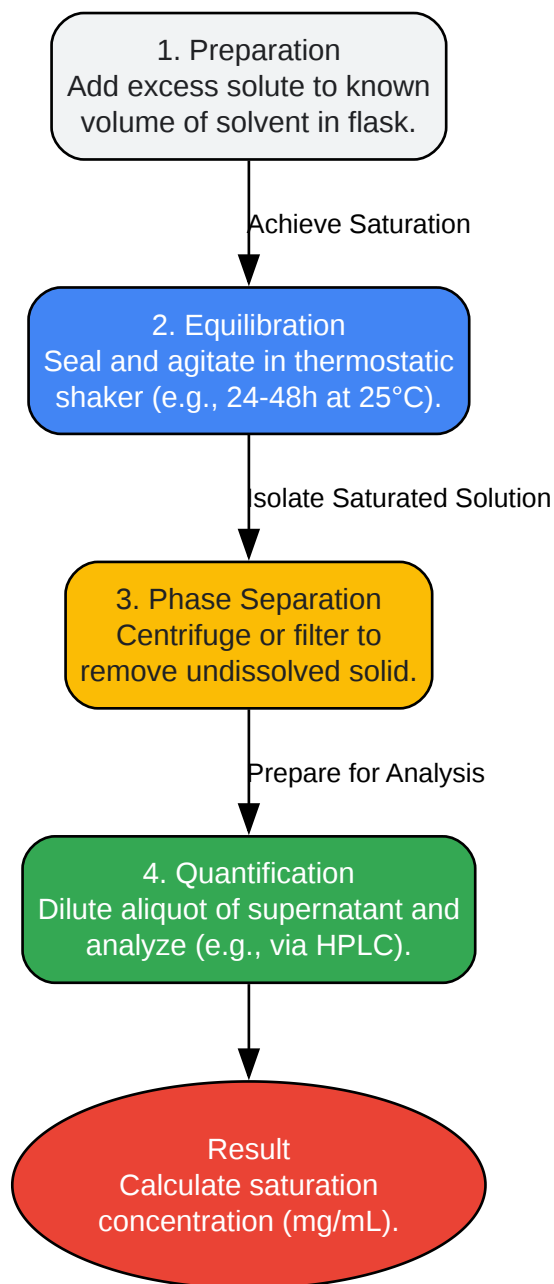 1. Preparation
Add excess solute to known
volume of solvent in flask.
Achieve Saturation
2. Equilibration
Seal and agitate in thermostatic
shaker (e.g., 24-48h at 25°C).
Isolate Saturated Solution
3. Phase Separation
Centrifuge or filter to
remove undissolved solid.
Prepare for Analysis
4. Quantification
Dilute aliquot of supernatant and
analyze (e.g., via HPLC).
Result
Calculate saturation
concentration (mg/mL).